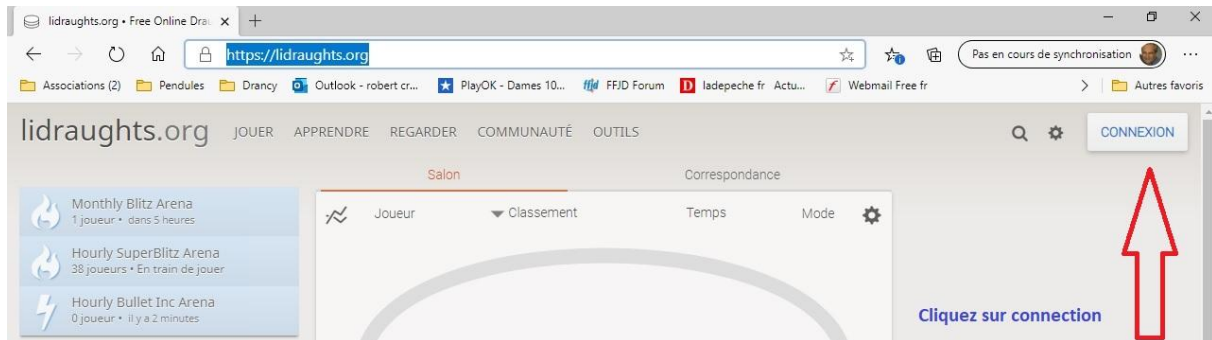 lidraughts.org • Free Online Drau
https://lidraughts.org
Pas en cours de synchronisation
Associations (2) Pendules Drancy Outlook - robert cr... PlayOK - Dames 10... ffjd FFJD Forum D ladepeche fr Actu... Webmail Free fr Autres favoris
lidraughts.org JOUER APPRENDRE REGARDER COMMUNAUTÉ OUTILS CONNEXION
Salon Correspondance
Monthly Blitz Arena
1 joueur • dans 5 heures
Joueur Classement Temps Mode
Hourly SuperBlitz Arena
38 joueurs • En train de jouer
Hourly Bullet Inc Arena
0 joueur • il y a 2 minutes
Cliquez sur connection